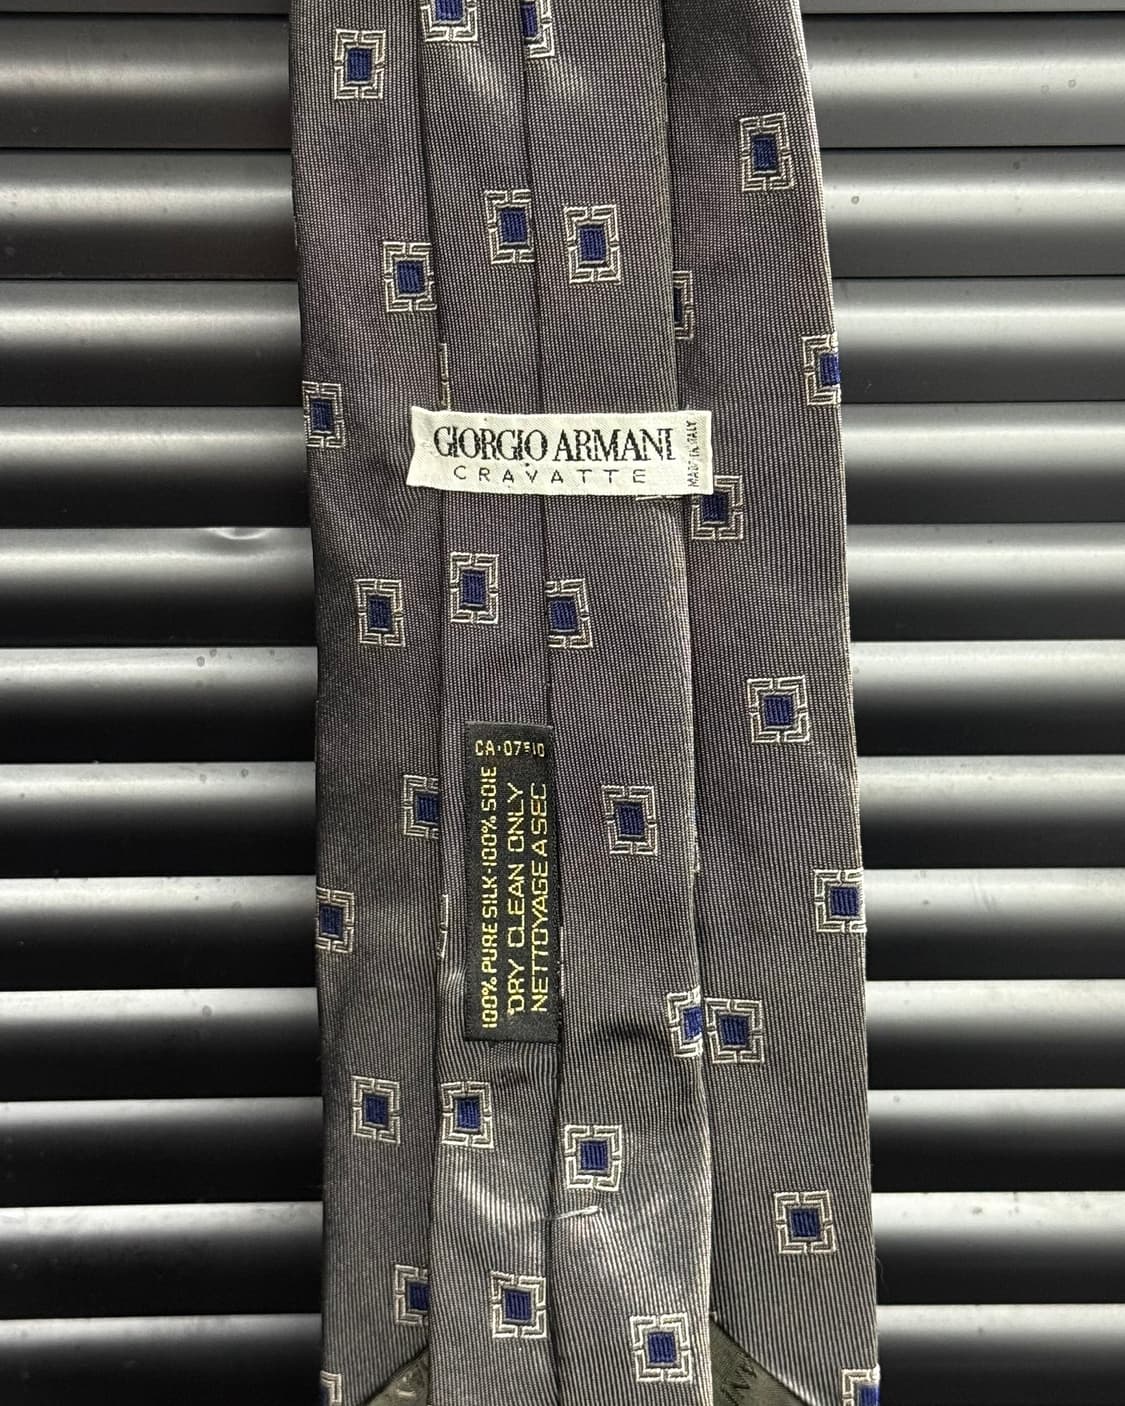 GIORGIO ARMANI
CRAVATTE
MADE IN ITALY
CA·07510
100% PURE SILK·100% SOIE
DRY CLEAN ONLY
NETTOYAGE A SEC